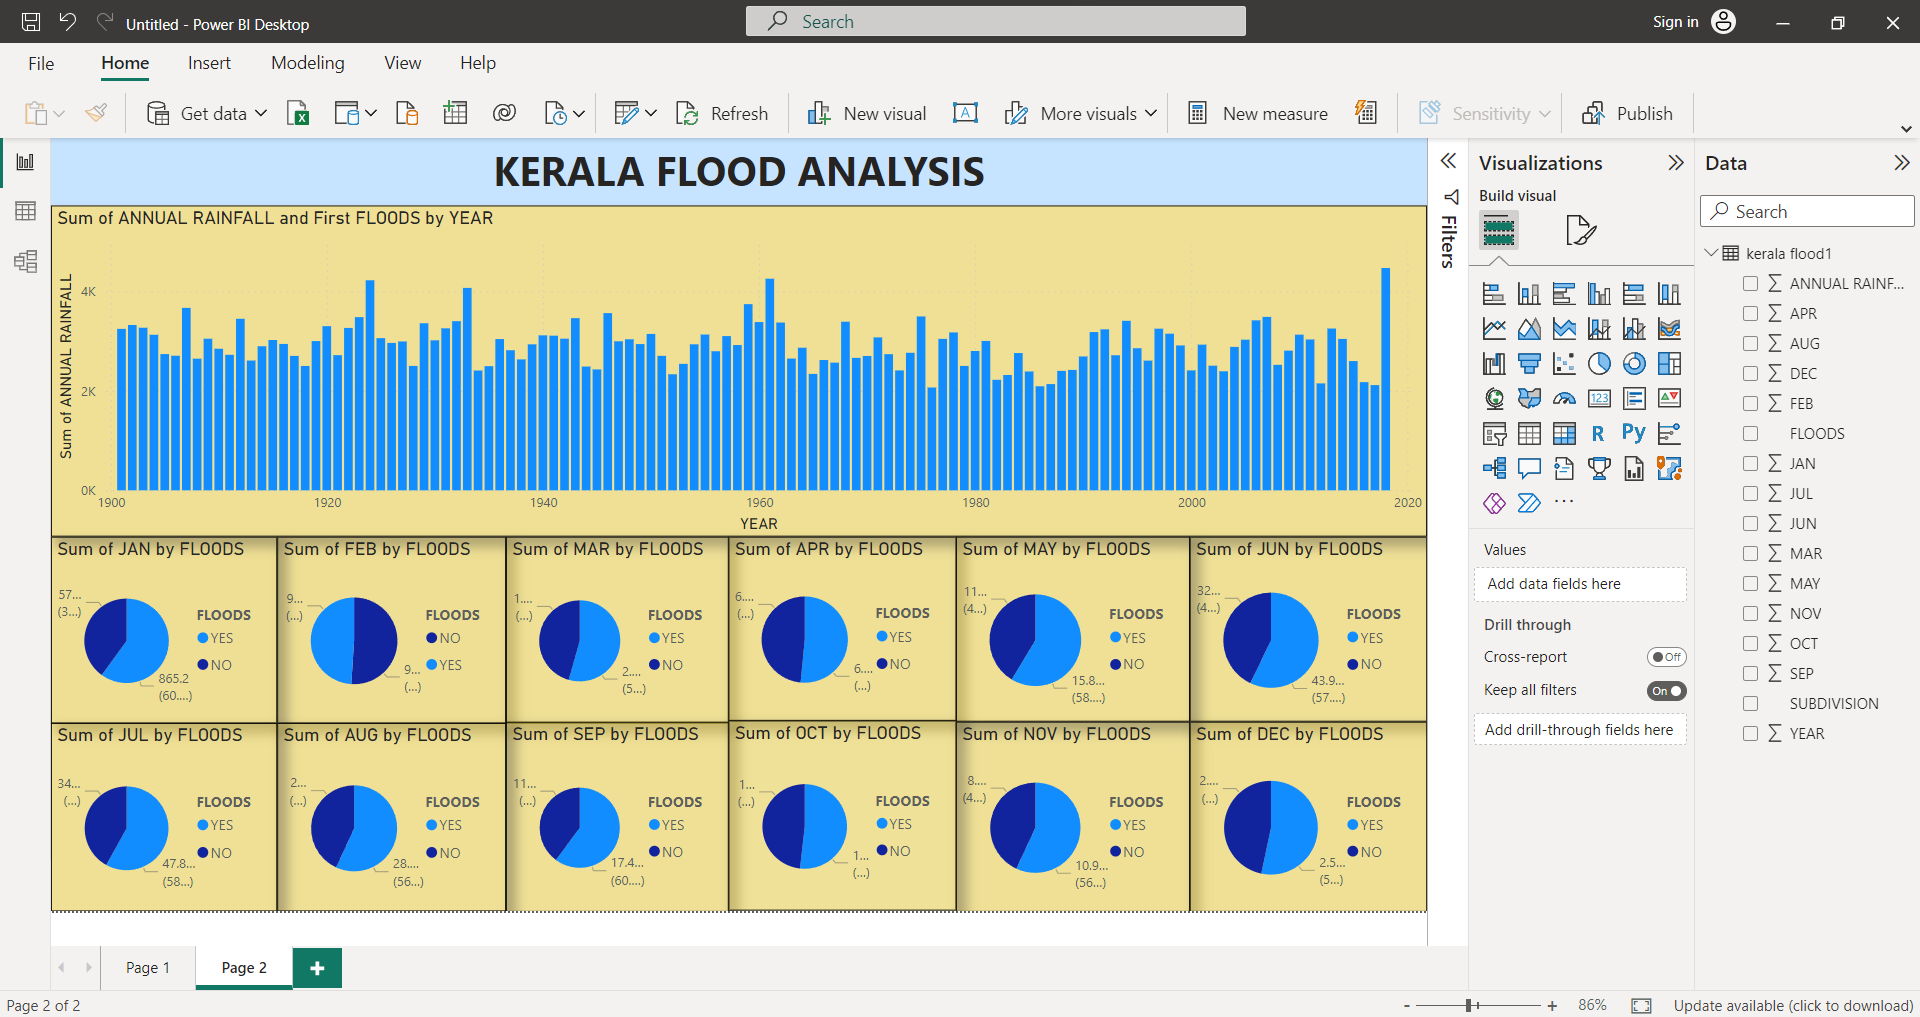 Untitled - Power BI Desktop
Search
Sign in
File Home Insert Modeling View Help
Get data Refresh New visual More visuals New measure Sensitivity Publish
KERALA FLOOD ANALYSIS
Sum of ANNUAL RAINFALL and First FLOODS by YEAR
Sum of ANNUAL RAINFALL
4K
2K
0K
1900 1920 1940 1960 1980 2000 2020
YEAR
Sum of JAN by FLOODS
57...
(3...)
865.2
(60....)
FLOODS
YES
NO
Sum of FEB by FLOODS
9...
(...)
9...
(...)
FLOODS
NO
YES
Sum of MAR by FLOODS
1....
(...)
2....
(5...)
FLOODS
YES
NO
Sum of APR by FLOODS
6....
(...)
6....
(...)
FLOODS
YES
NO
Sum of MAY by FLOODS
11...
(4...)
15.8...
(58....)
FLOODS
YES
NO
Sum of JUN by FLOODS
32...
(4...)
43.9...
(57....)
FLOODS
YES
NO
Sum of JUL by FLOODS
34...
(...)
47.8...
(58...)
FLOODS
YES
NO
Sum of AUG by FLOODS
2...
(...)
28....
(56...)
FLOODS
YES
NO
Sum of SEP by FLOODS
11...
(...)
17.4...
(60....)
FLOODS
YES
NO
Sum of OCT by FLOODS
1...
(...)
1...
(...)
FLOODS
YES
NO
Sum of NOV by FLOODS
8....
(4...)
10.9...
(56...)
FLOODS
YES
NO
Sum of DEC by FLOODS
2....
(...)
2.5...
(5...)
FLOODS
YES
NO
Filters
Visualizations
Build visual
123
R Py
...
Values
Add data fields here
Drill through
Cross-report Off
Keep all filters On
Add drill-through fields here
Data
Search
kerala flood1
ANNUAL RAINF...
APR
AUG
DEC
FEB
FLOODS
JAN
JUL
JUN
MAR
MAY
NOV
OCT
SEP
SUBDIVISION
YEAR
Page 1 Page 2 +
Page 2 of 2
- + 86% Update available (click to download)